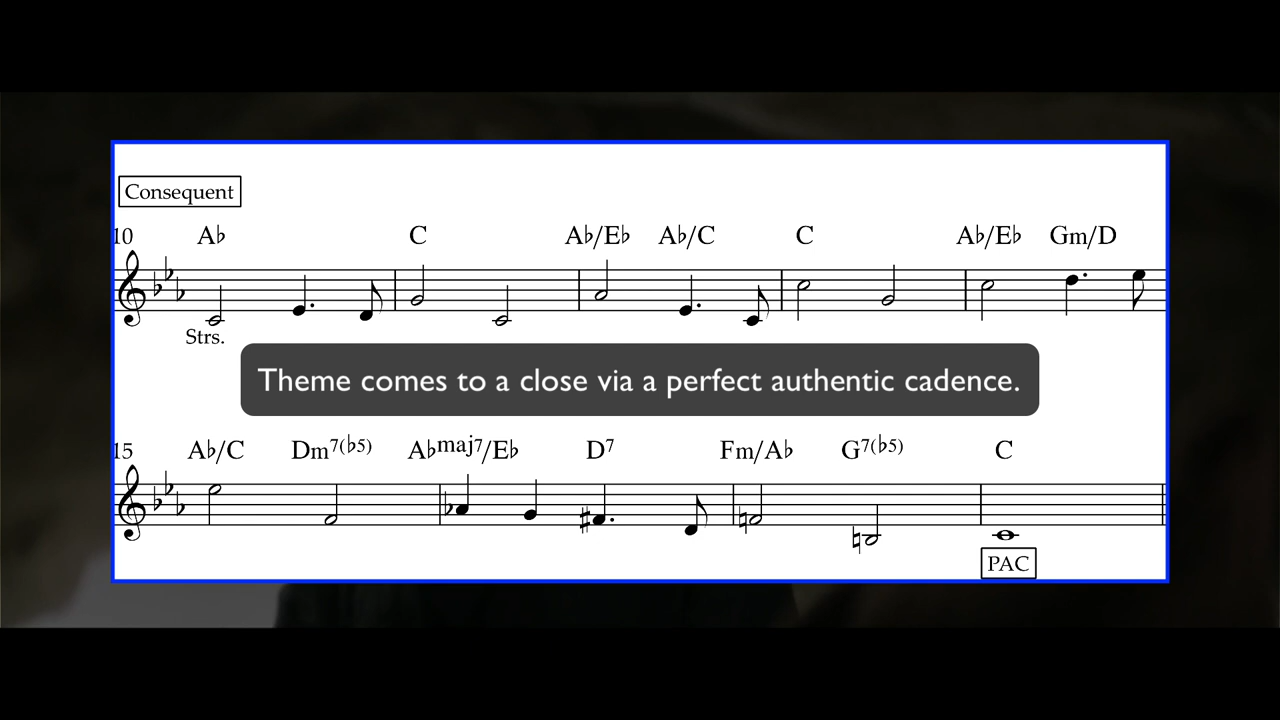 Consequent
10 A♭ C A♭/E♭ A♭/C C A♭/E♭ Gm/D
Strs.
Theme comes to a close via a perfect authentic cadence.
15 A♭/C Dm7(♭5) A♭maj7/E♭ D7 Fm/A♭ G7(♭5) C
PAC